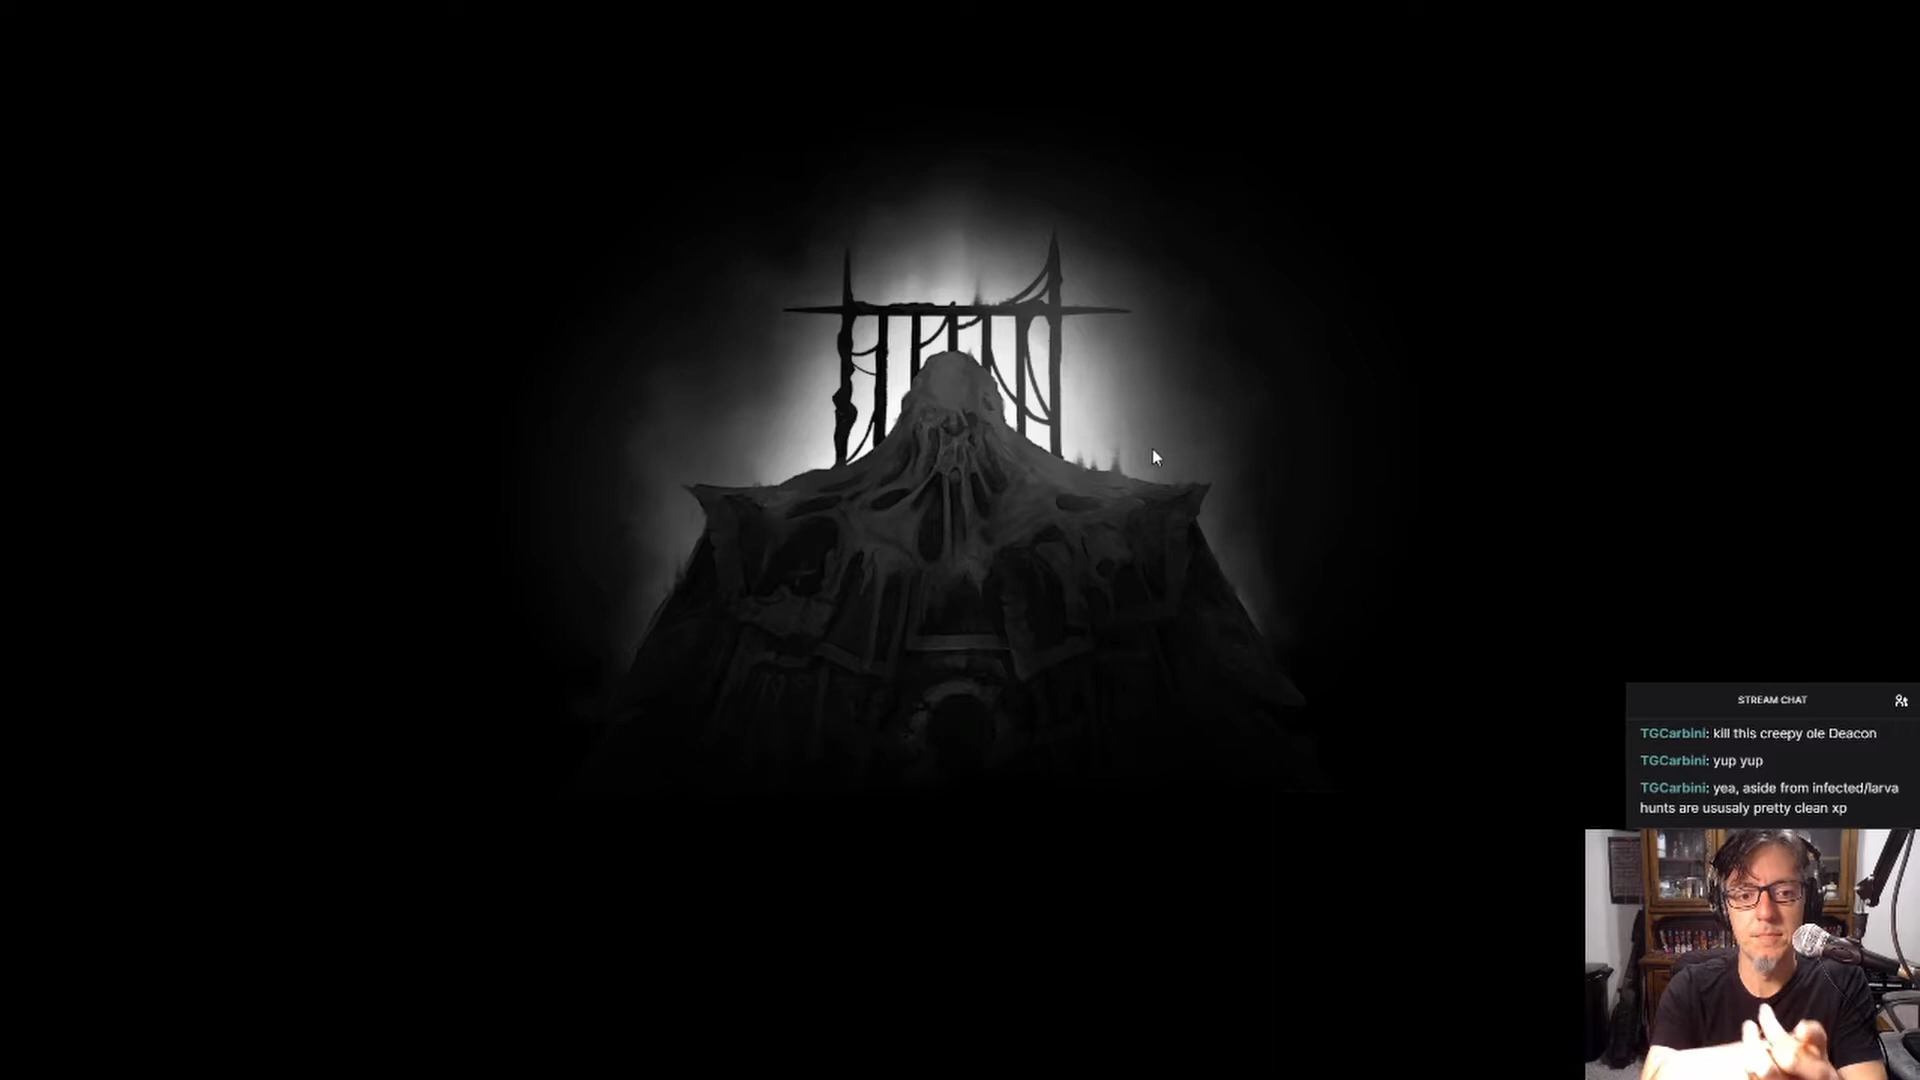 STREAM CHAT
TGCarbini: kill this creepy ole Deacon
TGCarbini: yup yup
TGCarbini: yea, aside from infected/larva
hunts are ususaly pretty clean xp